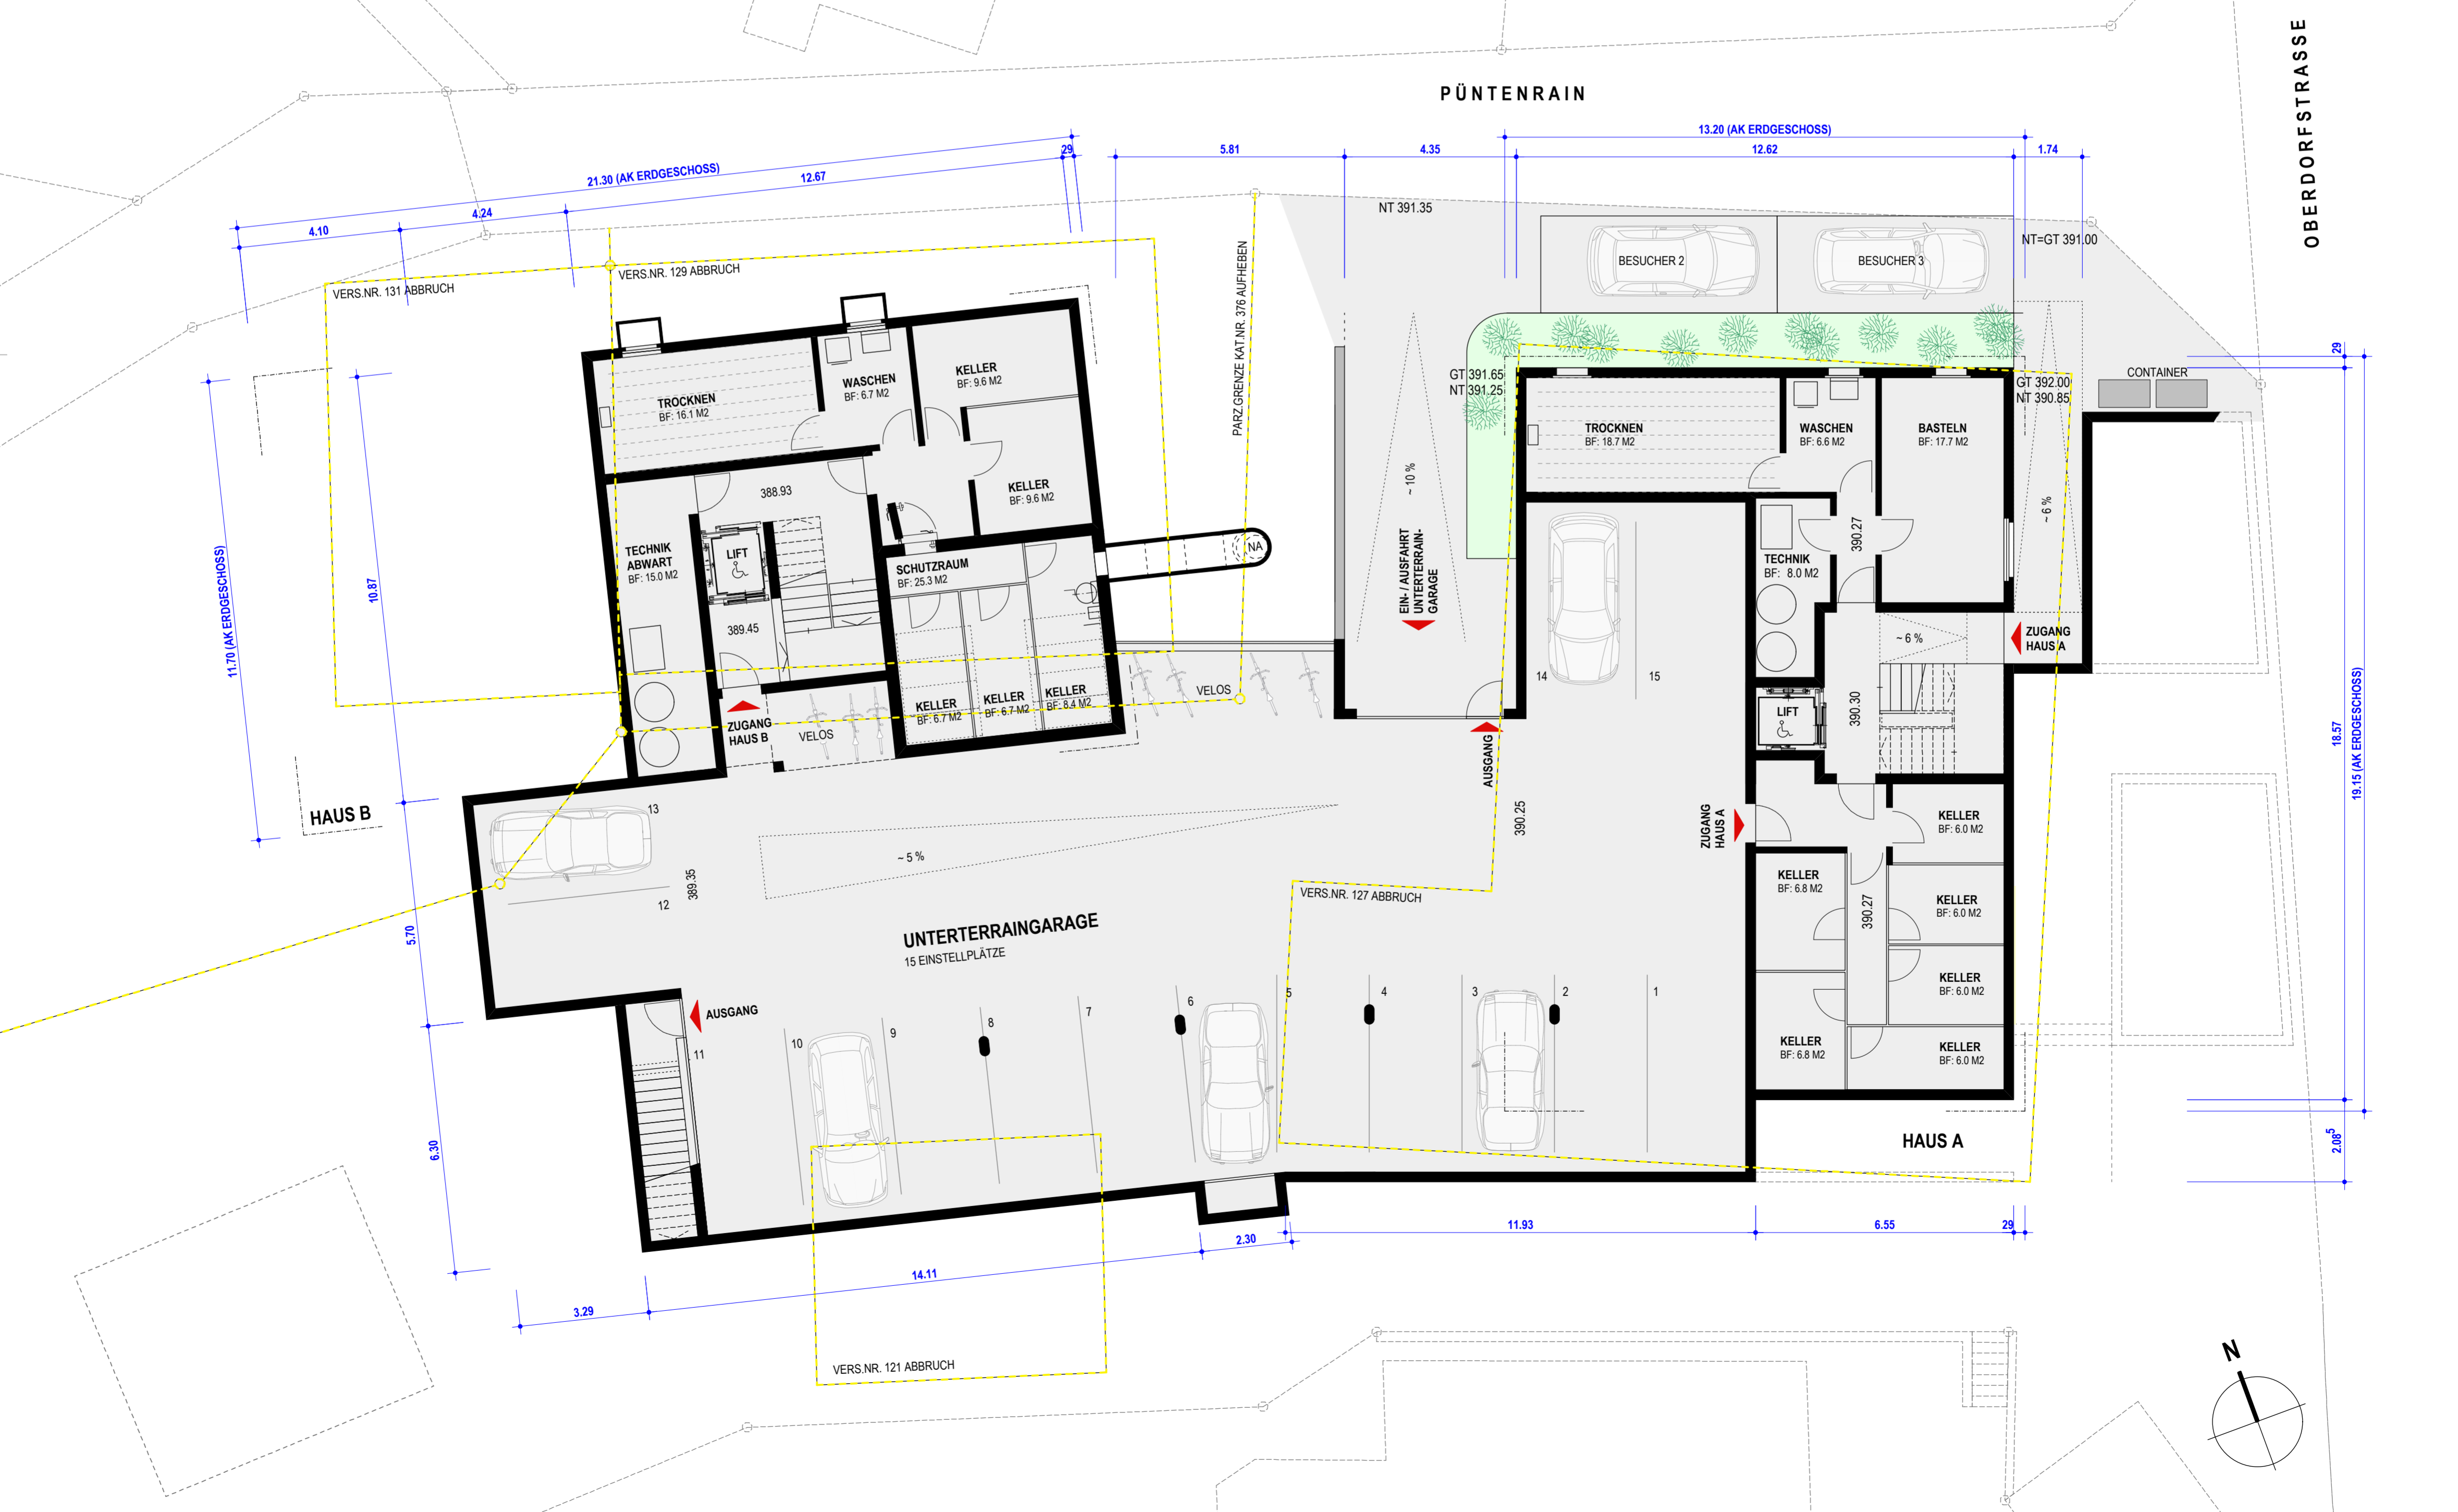 PÜNTENRAIN
OBERDORFSTRASSE
13.20 (AK ERDGESCHOSS)
29
5.81
4.35
12.62
1.74
21.30 (AK ERDGESCHOSS)
12.67
4.24
4.10
NT 391.35
NT=GT 391.00
BESUCHER 2
BESUCHER 3
VERS.NR. 129 ABBRUCH
VERS.NR. 131 ABBRUCH
PARZ.GRENZE KAT.NR. 376 AUFHEBEN
29
GT 391.65
NT 391.25
GT 392.00
NT 390.85
CONTAINER
KELLER
BF: 9.6 M2
WASCHEN
BF: 6.7 M2
TROCKNEN
BF: 16.1 M2
TROCKNEN
BF: 18.7 M2
WASCHEN
BF: 6.6 M2
BASTELN
BF: 17.7 M2
KELLER
BF: 9.6 M2
388.93
~ 10 %
~ 6 %
EIN- / AUSFAHRT
UNTERTERRAIN-
GARAGE
390.27
TECHNIK
ABWART
BF: 15.0 M2
LIFT
NA
SCHUTZRAUM
BF: 25.3 M2
TECHNIK
BF: 8.0 M2
10.87
11.70 (AK ERDGESCHOSS)
389.45
~ 6 %
ZUGANG
HAUS A
14
15
VELOS
KELLER
BF: 6.7 M2
KELLER
BF: 6.7 M2
KELLER
BF: 8.4 M2
ZUGANG
HAUS B
VELOS
LIFT
390.30
18.57
19.15 (AK ERDGESCHOSS)
AUSGANG
390.25
ZUGANG
HAUS A
HAUS B
13
12
389.35
~ 5 %
KELLER
BF: 6.0 M2
KELLER
BF: 6.8 M2
VERS.NR. 127 ABBRUCH
KELLER
BF: 6.0 M2
390.27
5.70
UNTERTERRAINGARAGE
15 EINSTELLPLÄTZE
KELLER
BF: 6.0 M2
AUSGANG
11
10
9
8
7
6
5
4
3
2
1
KELLER
BF: 6.8 M2
KELLER
BF: 6.0 M2
6.30
HAUS A
2.08⁵
11.93
6.55
29
2.30
14.11
3.29
VERS.NR. 121 ABBRUCH
N